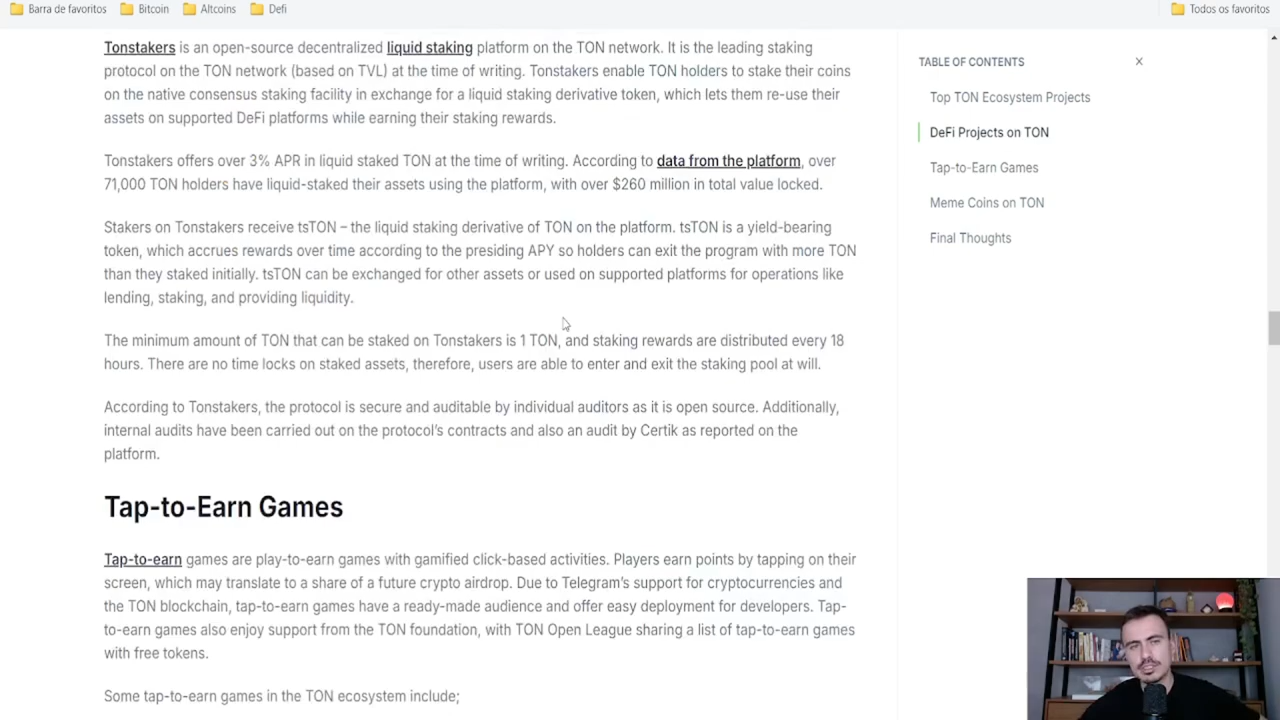 Barra de favoritos Bitcoin Altcoins Defi Todos os favoritos
Tonstakers is an open-source decentralized liquid staking platform on the TON network. It is the leading staking
protocol on the TON network (based on TVL) at the time of writing. Tonstakers enable TON holders to stake their coins
on the native consensus staking facility in exchange for a liquid staking derivative token, which lets them re-use their
assets on supported DeFi platforms while earning their staking rewards.
Tonstakers offers over 3% APR in liquid staked TON at the time of writing. According to data from the platform, over
71,000 TON holders have liquid-staked their assets using the platform, with over $260 million in total value locked.
Stakers on Tonstakers receive tsTON – the liquid staking derivative of TON on the platform. tsTON is a yield-bearing
token, which accrues rewards over time according to the presiding APY so holders can exit the program with more TON
than they staked initially. tsTON can be exchanged for other assets or used on supported platforms for operations like
lending, staking, and providing liquidity.
The minimum amount of TON that can be staked on Tonstakers is 1 TON, and staking rewards are distributed every 18
hours. There are no time locks on staked assets, therefore, users are able to enter and exit the staking pool at will.
According to Tonstakers, the protocol is secure and auditable by individual auditors as it is open source. Additionally,
internal audits have been carried out on the protocol's contracts and also an audit by Certik as reported on the
platform.
Tap-to-Earn Games
Tap-to-earn games are play-to-earn games with gamified click-based activities. Players earn points by tapping on their
screen, which may translate to a share of a future crypto airdrop. Due to Telegram's support for cryptocurrencies and
the TON blockchain, tap-to-earn games have a ready-made audience and offer easy deployment for developers. Tap-
to-earn games also enjoy support from the TON foundation, with TON Open League sharing a list of tap-to-earn games
with free tokens.
Some tap-to-earn games in the TON ecosystem include;
TABLE OF CONTENTS
Top TON Ecosystem Projects
DeFi Projects on TON
Tap-to-Earn Games
Meme Coins on TON
Final Thoughts